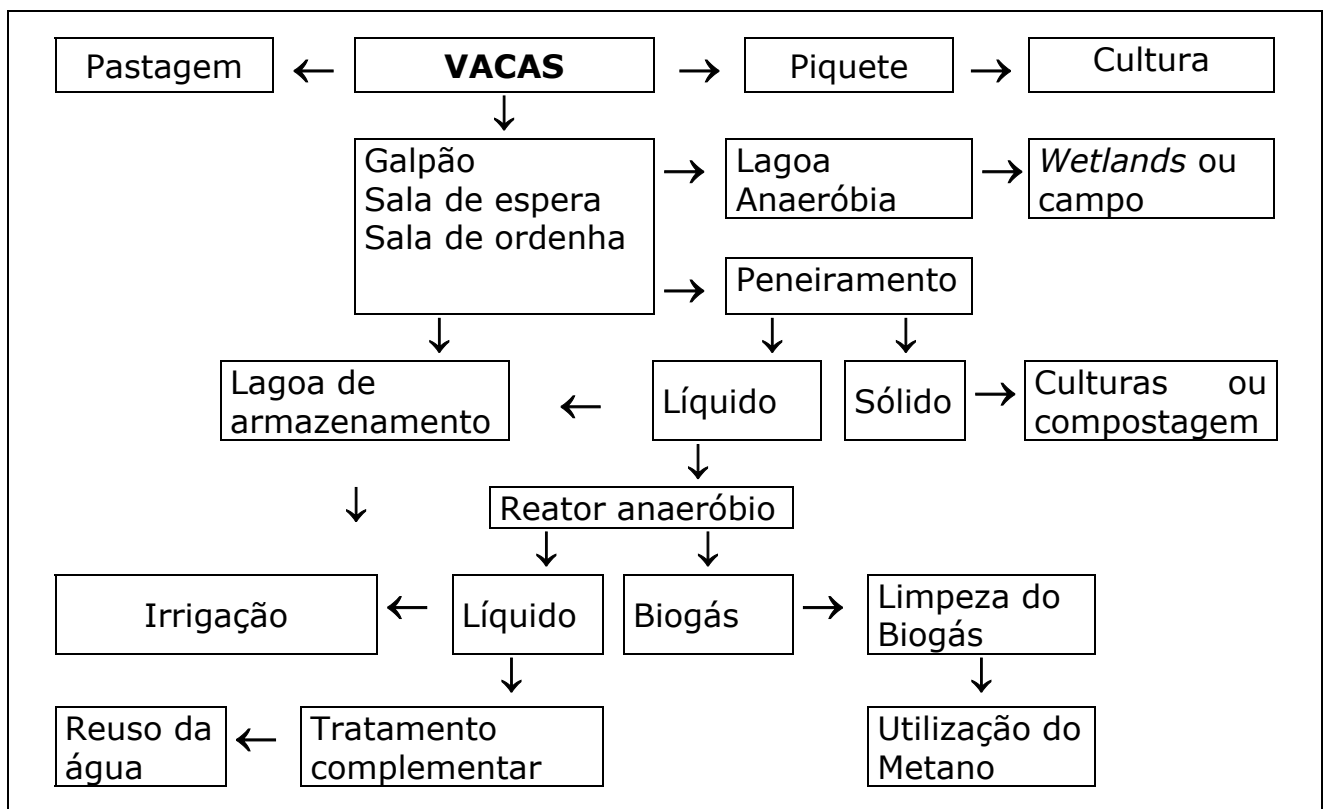 Pastagem ← VACAS → Piquete → Cultura
↓
Galpão
Sala de espera
Sala de ordenha
→ Lagoa
Anaeróbia
→ Wetlands ou
campo
→ Peneiramento
↓ ↓ ↓
Lagoa de
armazenamento
← Líquido
Sólido → Culturas ou
compostagem
↓ ↓
Reator anaeróbio
↓ ↓
Irrigação ← Líquido
Biogás → Limpeza do
Biogás
↓ ↓
Reuso da
água
← Tratamento
complementar
Utilização do
Metano